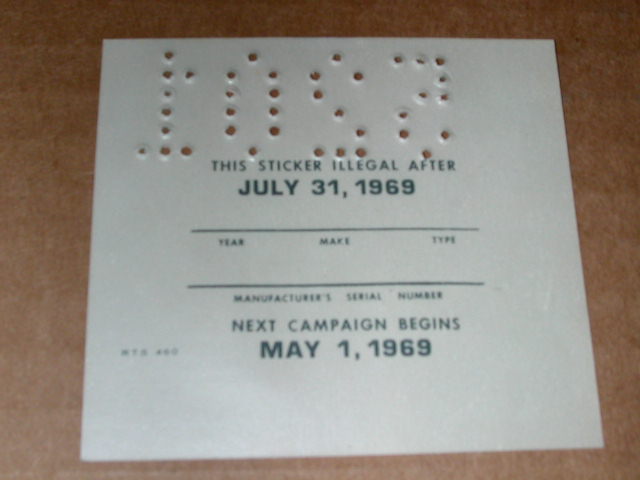 THIS STICKER ILLEGAL AFTER
JULY 31, 1969
YEAR MAKE TYPE
MANUFACTURER'S SERIAL NUMBER
NEXT CAMPAIGN BEGINS
MAY 1, 1969